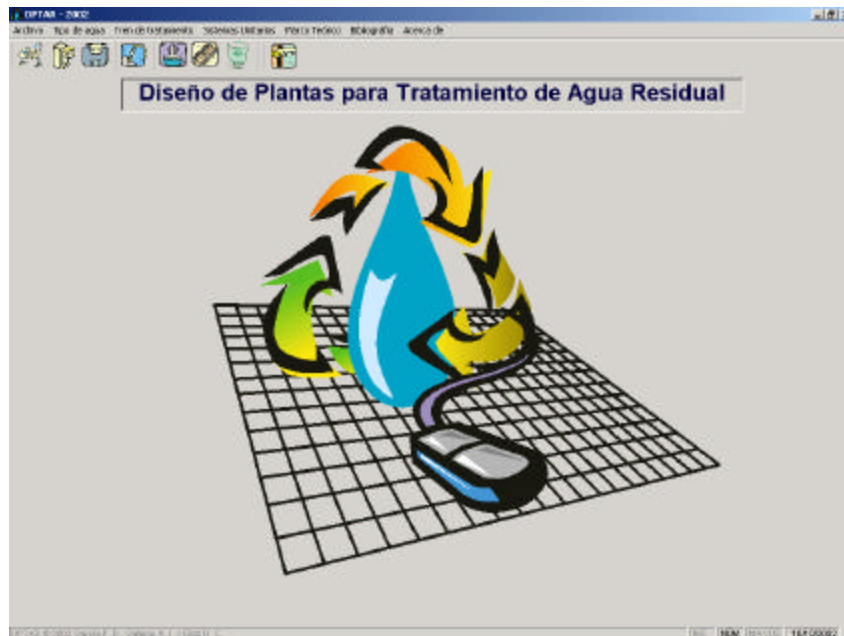 OPTAR - 2002
Archivo Tipo de agua Tren de tratamiento Sistemas Unitarios Marco Teórico Bibliografía Acerca de
Diseño de Plantas para Tratamiento de Agua Residual
NUM